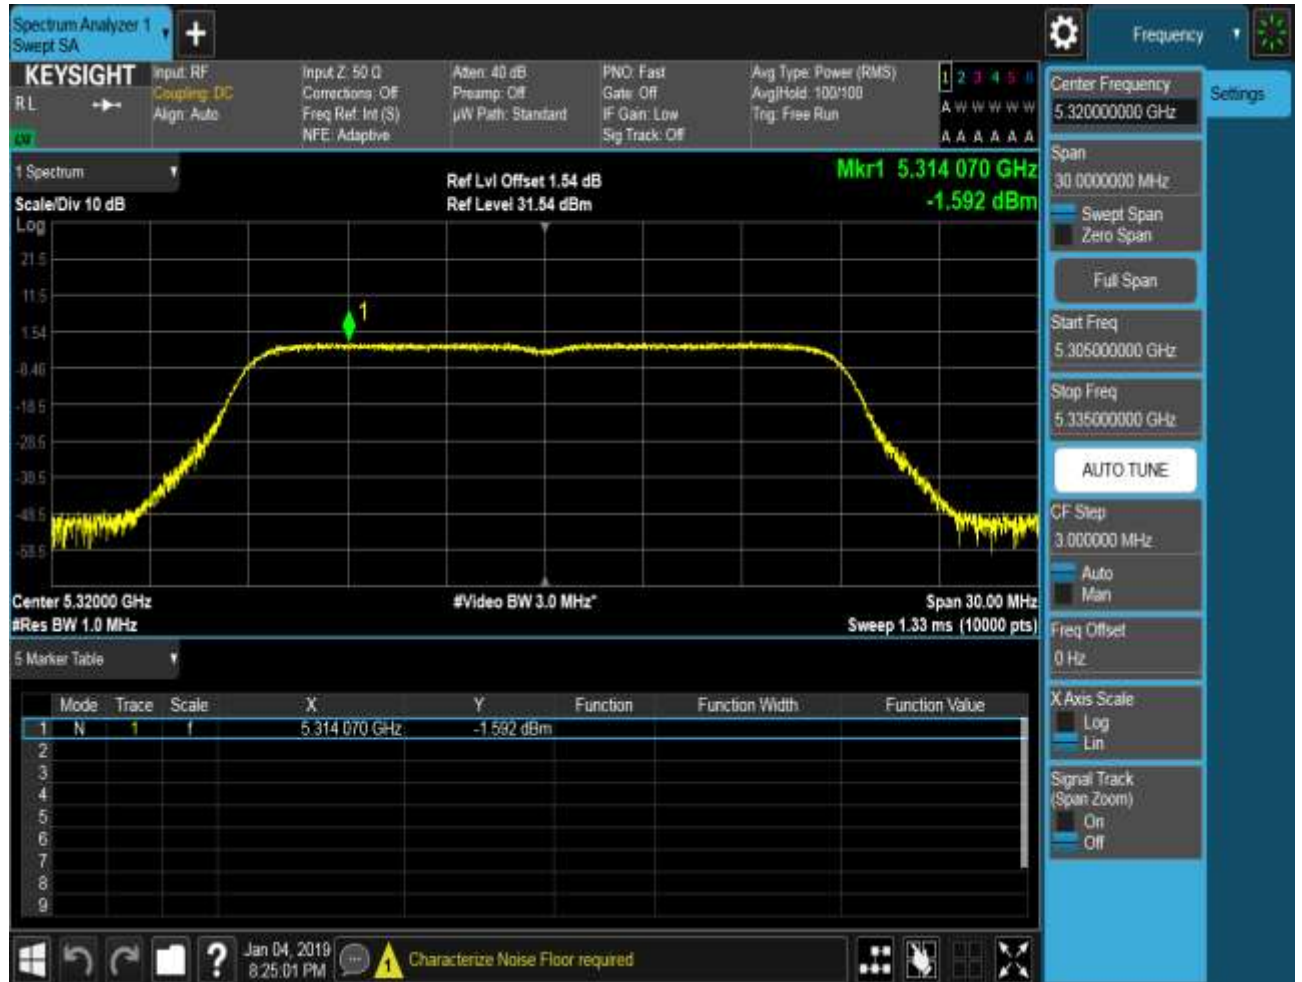 Spectrum Analyzer 1
Swept SA
Frequency
KEYSIGHT
R L
Input: RF
Coupling: DC
Align: Auto
Input Z: 50 Ω
Corrections: Off
Freq Ref: Int (S)
NFE: Adaptive
Atten: 40 dB
Preamp: Off
µW Path: Standard
PNO: Fast
Gate: Off
IF Gain: Low
Sig Track: Off
Avg Type: Power (RMS)
Avg|Hold: 100/100
Trig: Free Run
1 2 3 4 5 6
A W W W W W
A A A A A A
Center Frequency
5.320000000 GHz
Settings
Span
30.0000000 MHz
Swept Span
Zero Span
Full Span
Start Freq
5.305000000 GHz
Stop Freq
5.335000000 GHz
AUTO TUNE
CF Step
3.000000 MHz
Auto
Man
Freq Offset
0 Hz
X Axis Scale
Log
Lin
Signal Track
(Span Zoom)
On
Off
1 Spectrum
Scale/Div 10 dB
Log
Ref Lvl Offset 1.54 dB
Ref Level 31.54 dBm
Mkr1 5.314 070 GHz
-1.592 dBm
21.5
11.5
1
1.54
-8.46
-18.5
-28.5
-38.5
-48.5
-58.5
Center 5.32000 GHz
#Video BW 3.0 MHz*
Span 30.00 MHz
#Res BW 1.0 MHz
Sweep 1.33 ms (10000 pts)
5 Marker Table
Mode Trace Scale X Y Function Function Width Function Value
1 N 1 f 5.314 070 GHz -1.592 dBm
2
3
4
5
6
7
8
9
Jan 04, 2019
8:25:01 PM
Characterize Noise Floor required